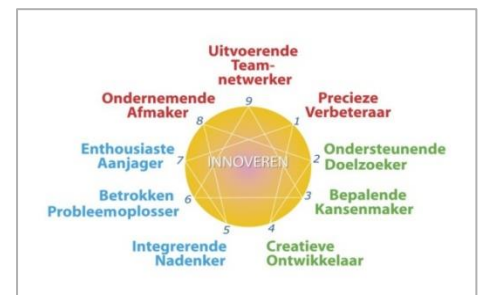 Uitvoerende
Team-
netwerker
9
Ondernemende
Afmaker
8
Precieze
Verbeteraar
1
Enthousiaste
Aanjager
7
INNOVEREN
2
Ondersteunende
Doelzoeker
Betrokken
Probleemoplosser
6
3
Bepalende
Kansenmaker
5
4
Integrerende
Nadenker
Creatieve
Ontwikkelaar